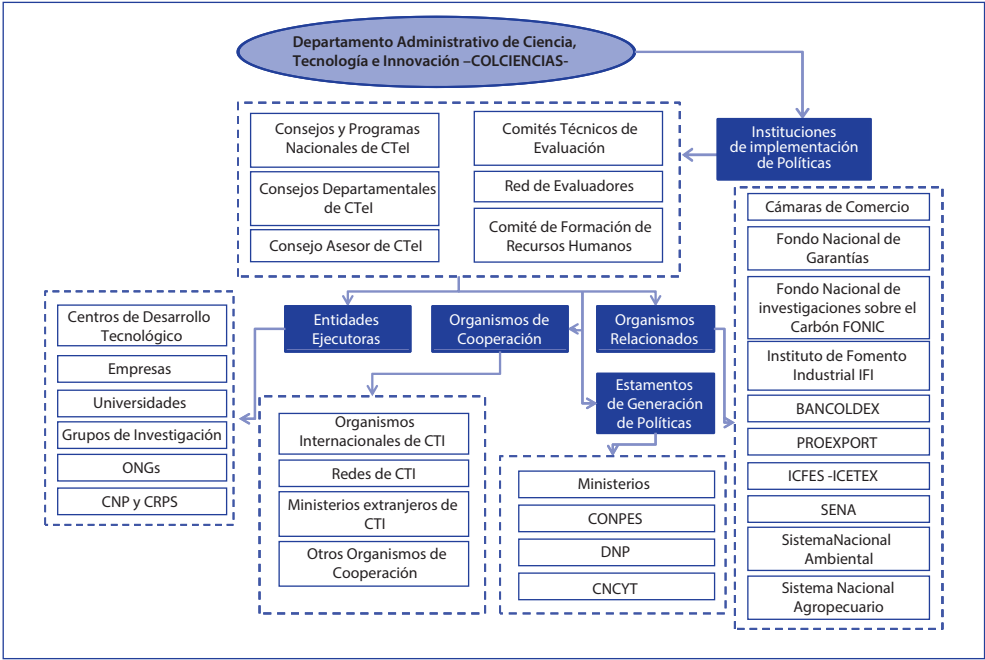 Departamento Administrativo de Ciencia,
Tecnología e Innovación –COLCIENCIAS-
Instituciones
de implementación
de Políticas
Consejos y Programas
Nacionales de CTeI
Consejos Departamentales
de CTeI
Consejo Asesor de CTeI
Comités Técnicos de
Evaluación
Red de Evaluadores
Comité de Formación de
Recursos Humanos
Entidades
Ejecutoras
Organismos de
Cooperación
Organismos
Relacionados
Estamentos
de Generación
de Políticas
Centros de Desarrollo
Tecnológico
Empresas
Universidades
Grupos de Investigación
ONGs
CNP y CRPS
Organismos
Internacionales de CTI
Redes de CTI
Ministerios extranjeros de
CTI
Otros Organismos de
Cooperación
Ministerios
CONPES
DNP
CNCYT
Cámaras de Comercio
Fondo Nacional de
Garantías
Fondo Nacional de
investigaciones sobre el
Carbón FONIC
Instituto de Fomento
Industrial IFI
BANCOLDEX
PROEXPORT
ICFES -ICETEX
SENA
SistemaNacional
Ambiental
Sistema Nacional
Agropecuario